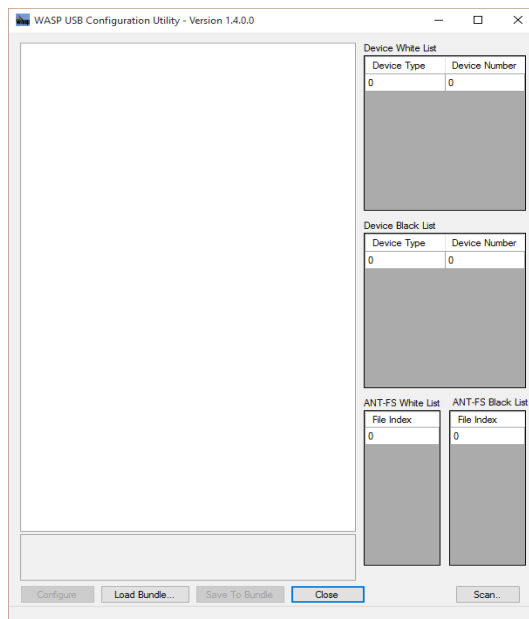 WASP USB Configuration Utility - Version 1.4.0.0
Device White List
Device Type Device Number
0 0
Device Black List
Device Type Device Number
0 0
ANT-FS White List ANT-FS Black List
File Index File Index
0 0
Configure Load Bundle... Save To Bundle Close Scan..